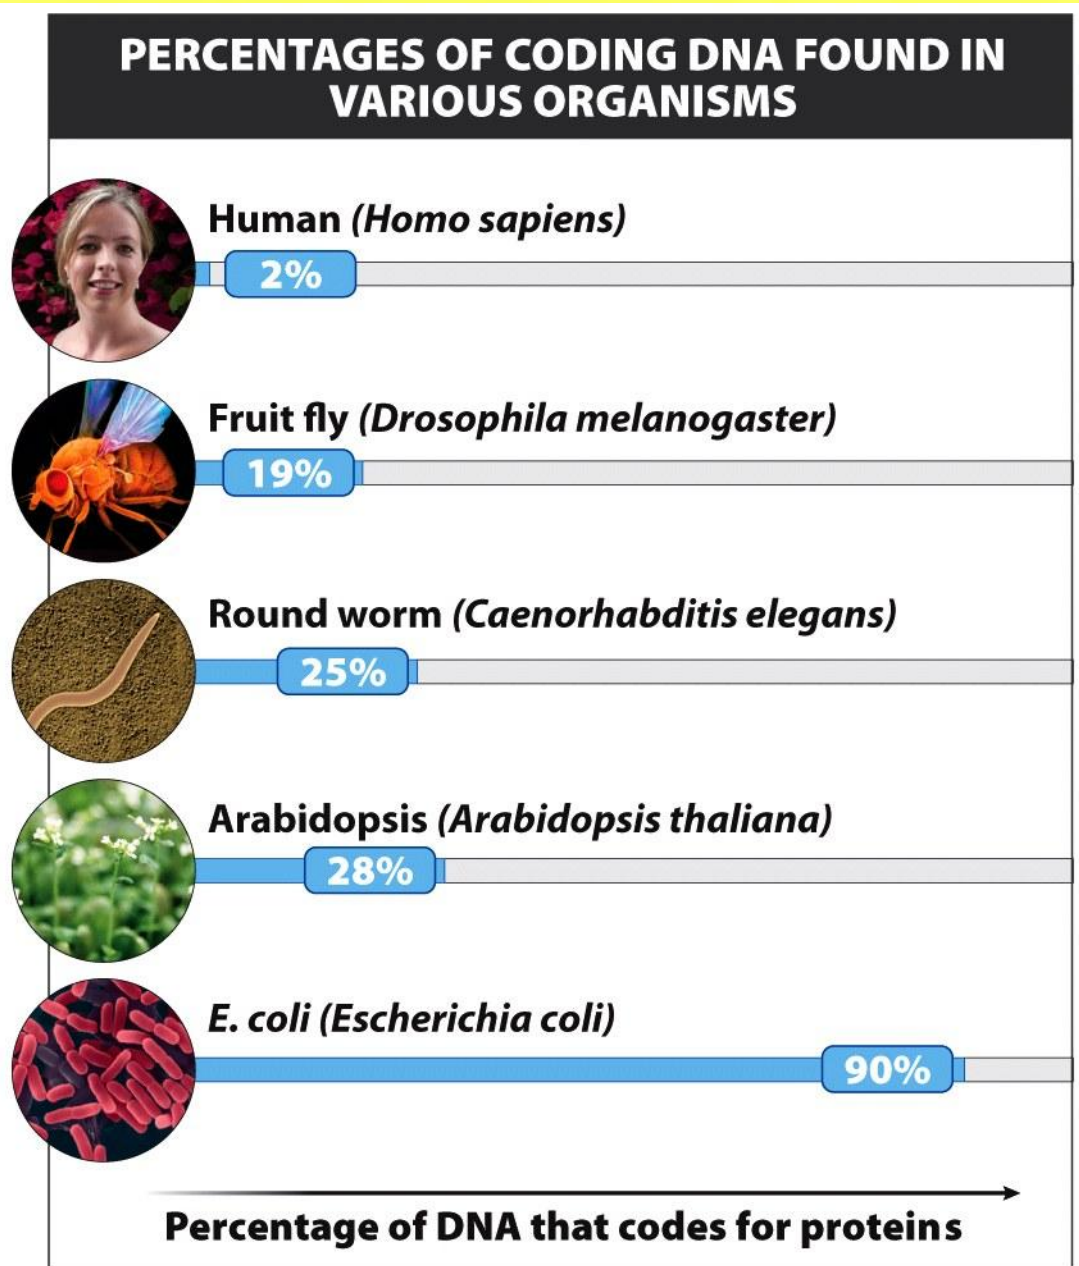 PERCENTAGES OF CODING DNA FOUND IN
VARIOUS ORGANISMS
Human (Homo sapiens)
2%
Fruit fly (Drosophila melanogaster)
19%
Round worm (Caenorhabditis elegans)
25%
Arabidopsis (Arabidopsis thaliana)
28%
E. coli (Escherichia coli)
90%
Percentage of DNA that codes for proteins